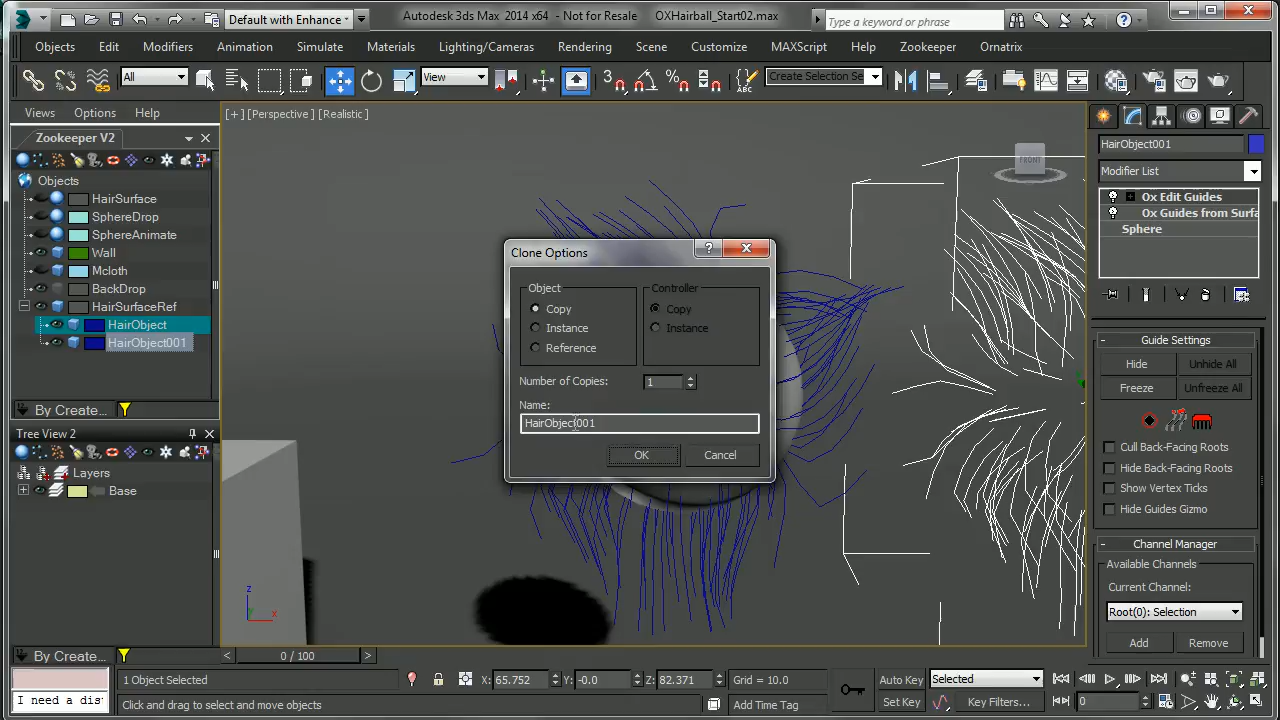 Default with Enhance
Autodesk 3ds Max 2014 x64 - Not for Resale OXHairball_Start02.max
Type a keyword or phrase
Objects Edit Modifiers Animation Simulate Materials Lighting/Cameras Rendering Scene Customize MAXScript Help Zookeeper Ornatrix
All View 3 Create Selection Se
Views Options Help
[+] [Perspective] [Realistic]
Zookeeper V2
Objects
HairSurface
SphereDrop
SphereAnimate
Wall
Mcloth
BackDrop
HairSurfaceRef
HairObject
HairObject001
By Create...
Tree View 2
Layers
Base
By Create...
FRONT
Clone Options
Object
Copy
Instance
Reference
Controller
Copy
Instance
Number of Copies: 1
Name:
HairObject001
OK Cancel
z
x
HairObject001
Modifier List
Ox Edit Guides
Ox Guides from Surfa
Sphere
Guide Settings
Hide Unhide All
Freeze Unfreeze All
Cull Back-Facing Roots
Hide Back-Facing Roots
Show Vertex Ticks
Hide Guides Gizmo
Channel Manager
Available Channels
Current Channel:
Root(0): Selection
Add Remove
< 0 / 100 >
1 Object Selected X: 65.752 Y: -0.0 Z: 82.371 Grid = 10.0 Auto Key Selected
I need a dis
Click and drag to select and move objects Add Time Tag Set Key Key Filters... 0